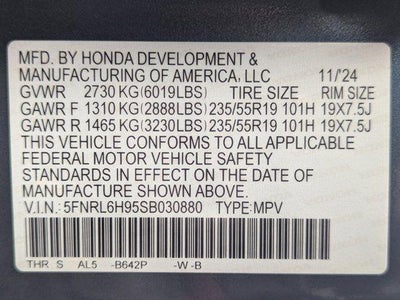 MFD. BY HONDA DEVELOPMENT &
MANUFACTURING OF AMERICA, LLC 11/'24
GVWR 2730 KG(6019LBS) TIRE SIZE RIM SIZE
GAWR F 1310 KG(2888LBS) 235/55R19 101H 19X7.5J
GAWR R 1465 KG(3230LBS) 235/55R19 101H 19X7.5J
THIS VEHICLE CONFORMS TO ALL APPLICABLE
FEDERAL MOTOR VEHICLE SAFETY
STANDARDS IN EFFECT ON THE DATE OF
MANUFACTURE SHOWN ABOVE.
V.I.N.: 5FNRL6H95SB030880 TYPE: MPV
THR S AL5 -B642P -W -B